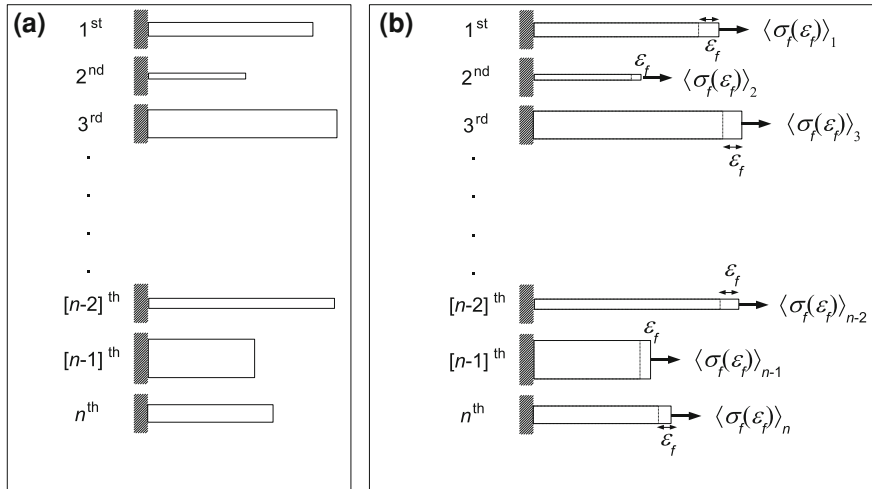 (a)
1st
2nd
3rd
.
.
.
.
[n-2] th
[n-1] th
nth
(b)
1st
εf
⟨σf(εf)⟩1
2nd
εf
⟨σf(εf)⟩2
3rd
⟨σf(εf)⟩3
εf
.
.
.
.
[n-2] th
εf
⟨σf(εf)⟩n-2
[n-1] th
εf
⟨σf(εf)⟩n-1
nth
⟨σf(εf)⟩n
εf